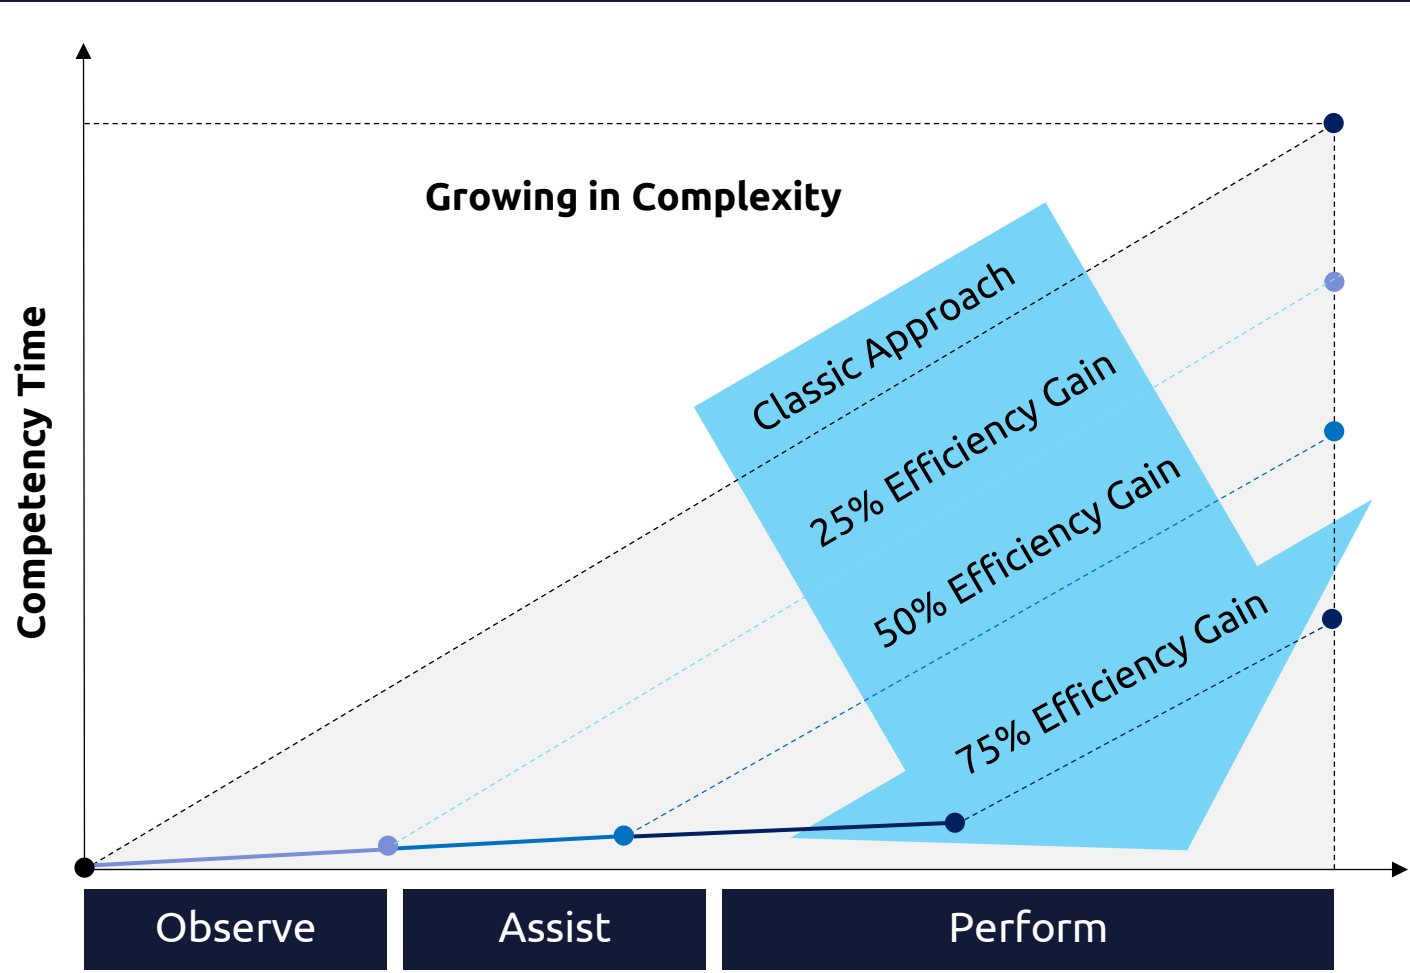 Growing in Complexity
Competency Time
Classic Approach
25% Efficiency Gain
50% Efficiency Gain
75% Efficiency Gain
Observe
Assist
Perform